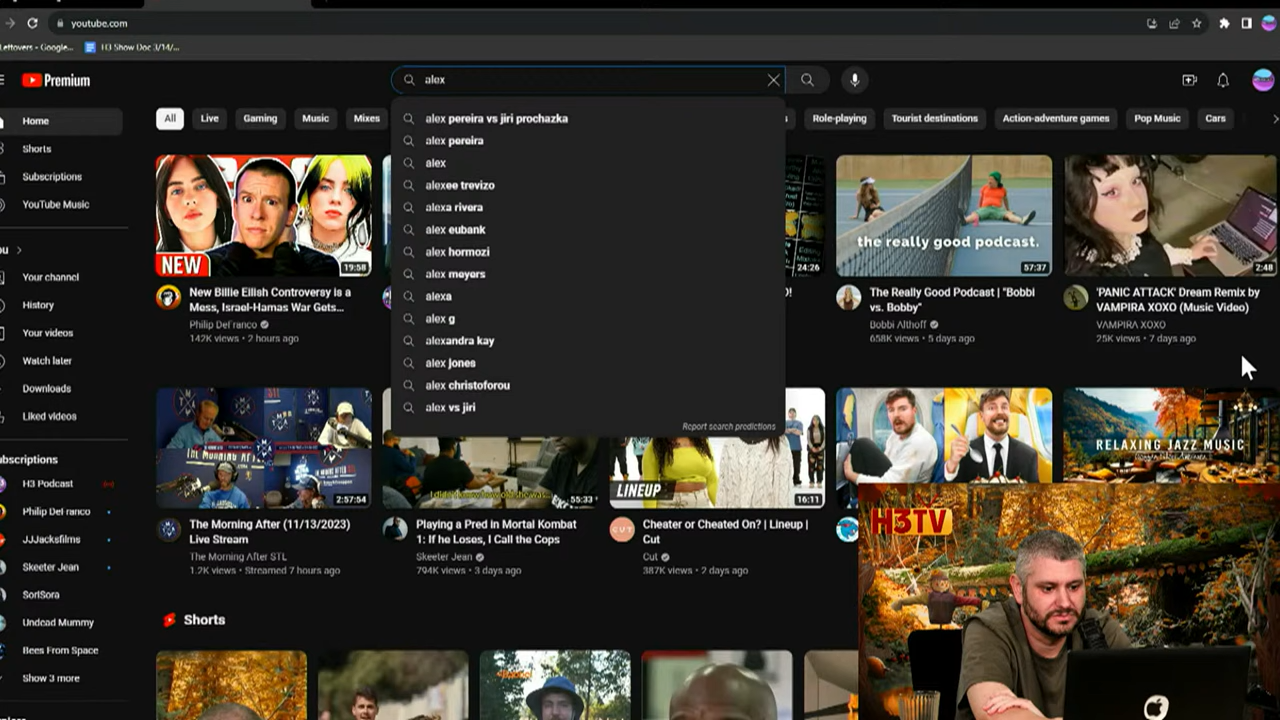 youtube.com
Leftovers - Google...
H3 Show Doc 3/14/...
Premium
alex
All
Live
Gaming
Music
Mixes
Role-playing
Tourist destinations
Action-adventure games
Pop Music
Cars
alex pereira vs jiri prochazka
alex pereira
alex
alexee trevizo
alexa rivera
alex eubank
alex hormozi
alex meyers
alexa
alex g
alexandra kay
alex jones
alex christoforou
alex vs jiri
Report search predictions
Home
Shorts
Subscriptions
YouTube Music
Your channel
History
Your videos
Watch later
Downloads
Liked videos
H3 Podcast
Philip DeFranco
JJJacksfilms
Skeeter Jean
SoriSora
Undead Mummy
Bees From Space
Show 3 more
NEW
19:58
New Billie Eilish Controversy is a
Mess, Israel-Hamas War Gets...
Philip DeFranco
142K views • 2 hours ago
24:26
the really good podcast.
57:37
The Really Good Podcast | "Bobbi
vs. Bobby"
Bobbi Althoff
658K views • 5 days ago
2:48
'PANIC ATTACK' Dream Remix by
VAMPIRA XOXO (Music Video)
VAMPIRA XOXO
25K views • 7 days ago
2:57:54
The Morning After (11/13/2023)
Live Stream
The Morning After STL
1.2K views • Streamed 7 hours ago
55:33
Playing a Pred in Mortal Kombat
1: If he Loses, I Call the Cops
Skeeter Jean
794K views • 3 days ago
LINEUP
16:11
CUT
Cheater or Cheated On? | Lineup |
Cut
Cut
387K views • 2 days ago
RELAXING JAZZ MUSIC
H3TV
Shorts